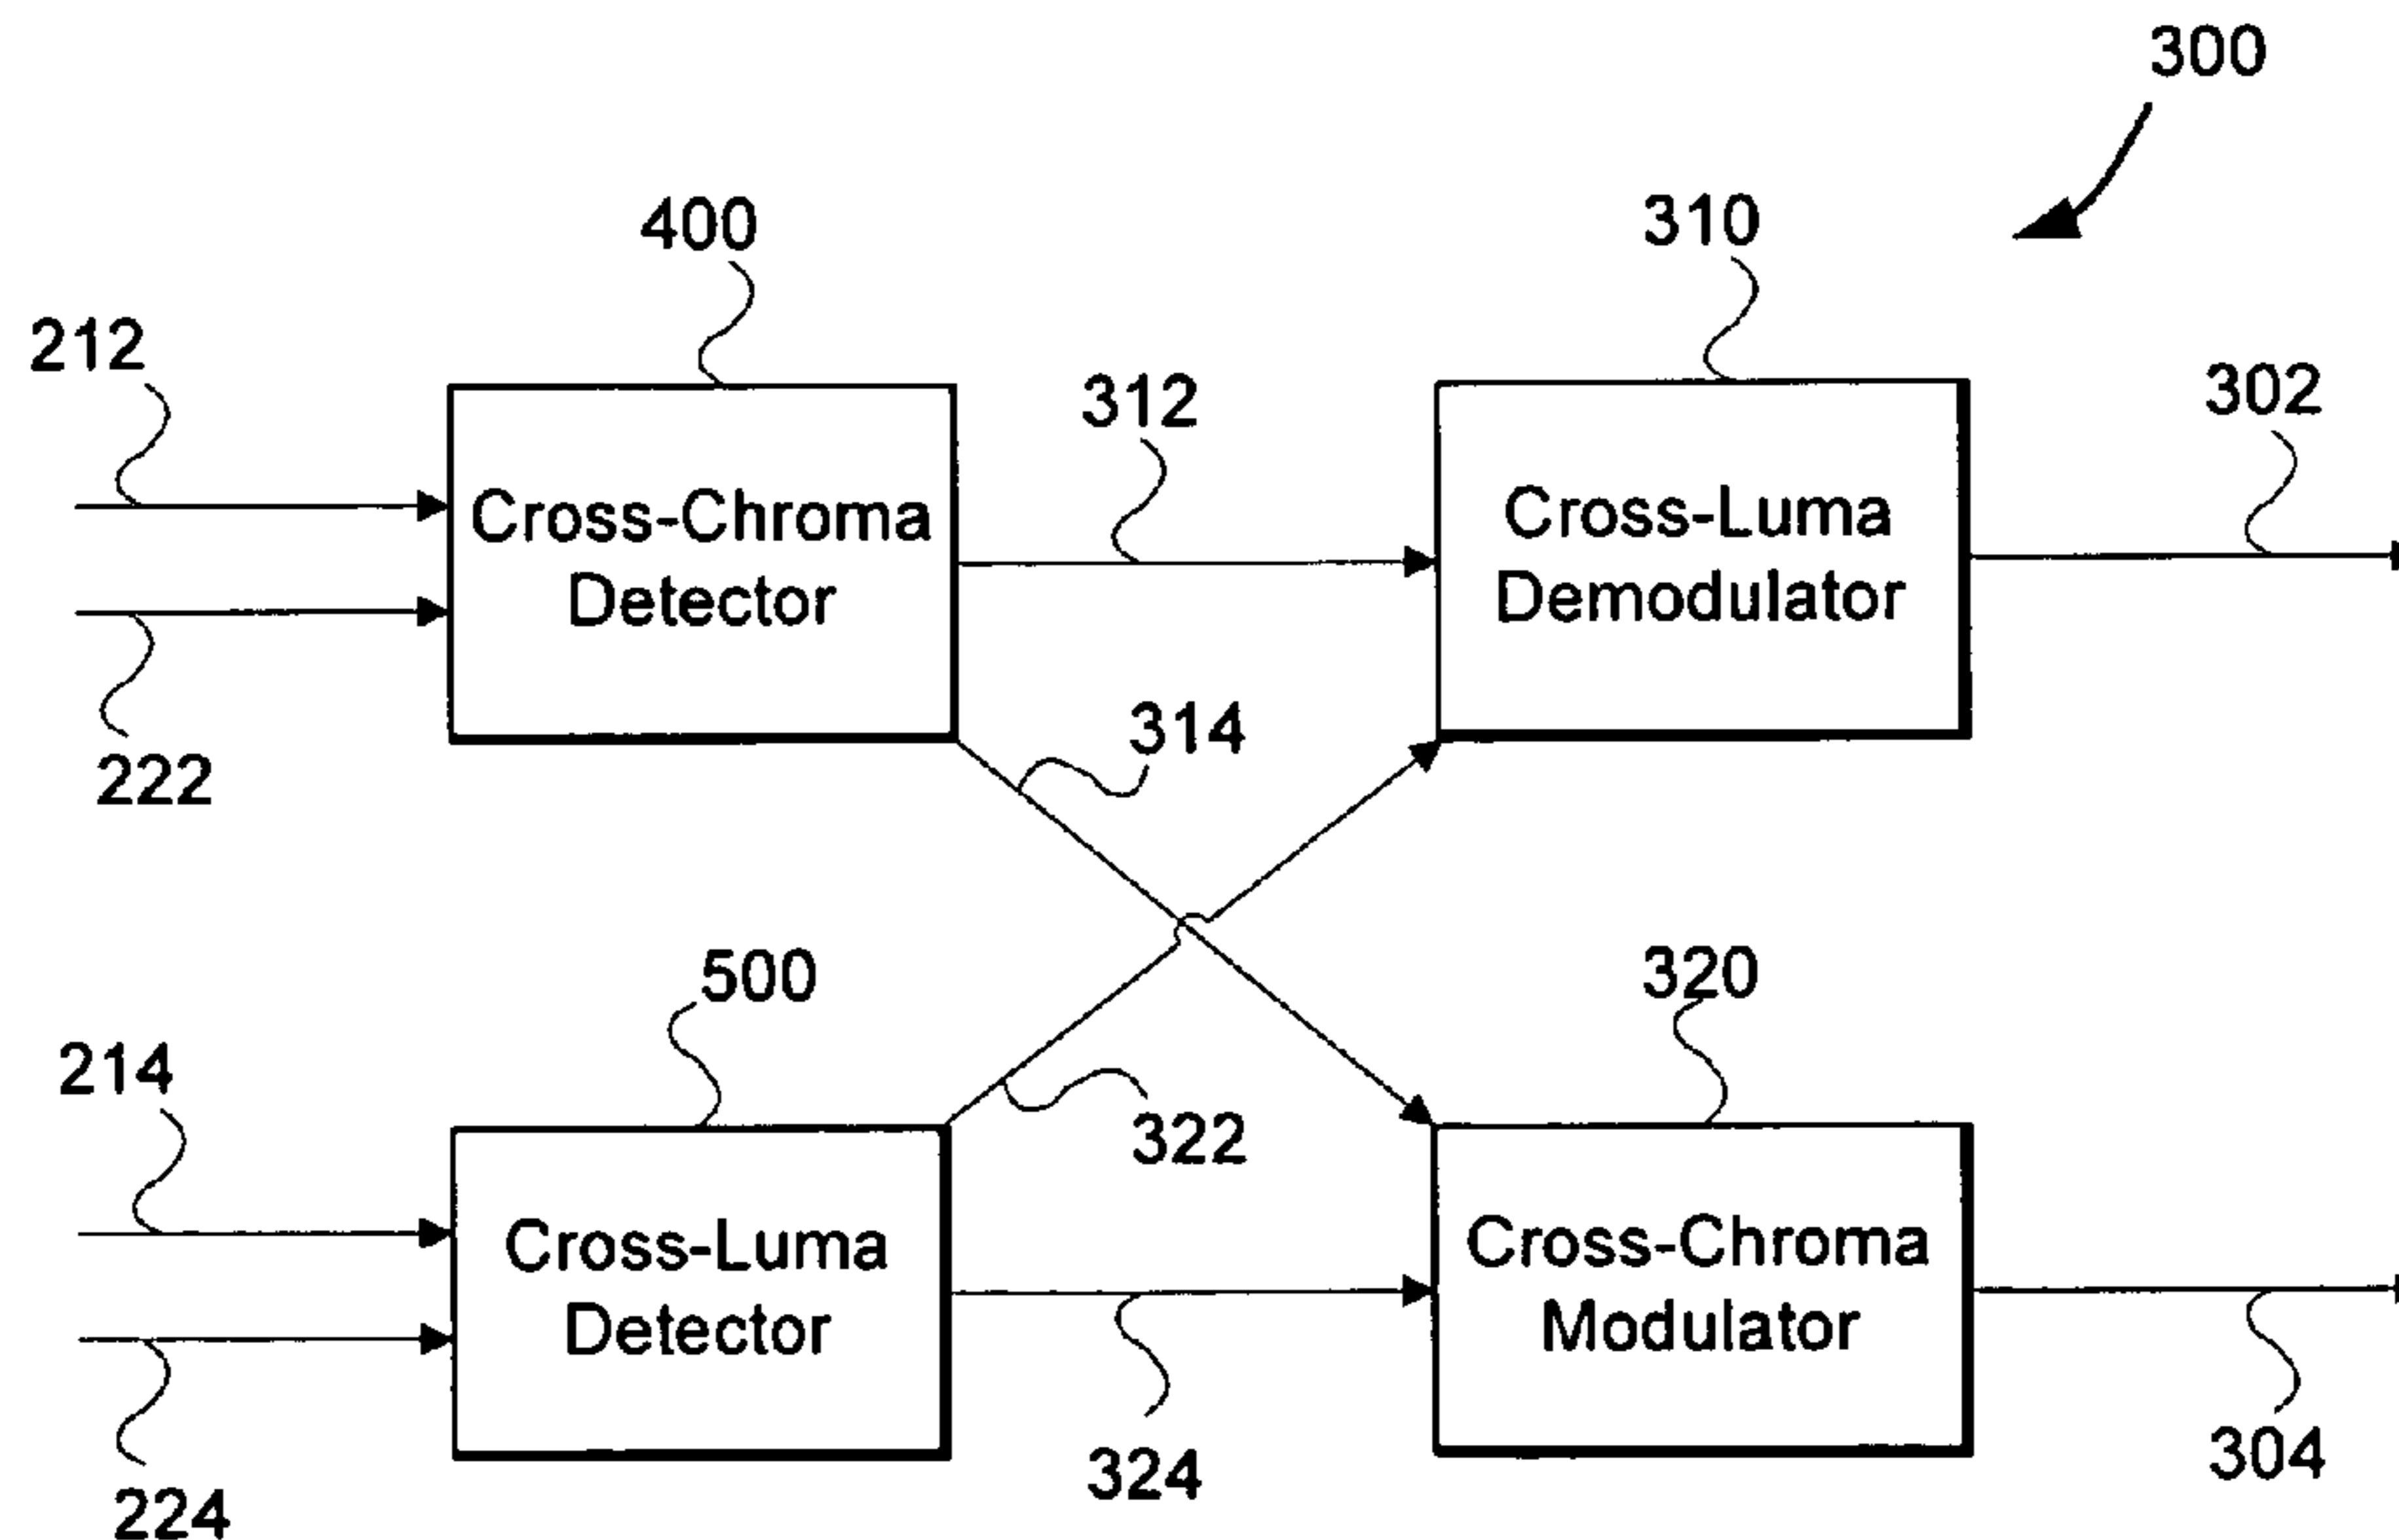 300
400
310
212
312
302
Cross-Chroma
Detector
Cross-Luma
Demodulator
314
222
500
320
214
322
Cross-Luma
Detector
Cross-Chroma
Modulator
324
304
224